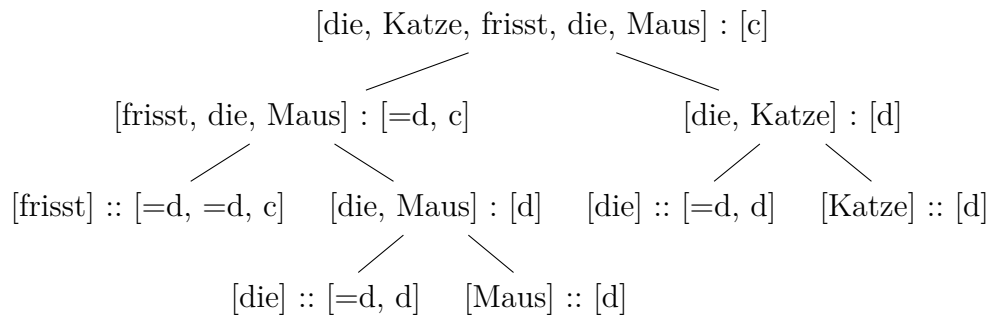 [die, Katze, frisst, die, Maus] : [c]
[frisst, die, Maus] : [=d, c] [die, Katze] : [d]
[frisst] :: [=d, =d, c] [die, Maus] : [d] [die] :: [=d, d] [Katze] :: [d]
[die] :: [=d, d] [Maus] :: [d]